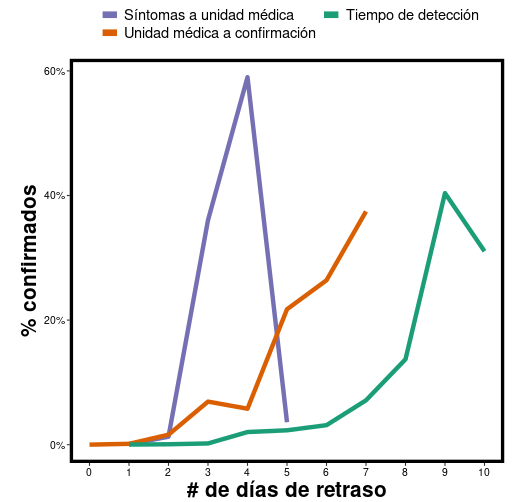 Síntomas a unidad médica Tiempo de detección
Unidad médica a confirmación
60%
40%
20%
0%
% confirmados
0 1 2 3 4 5 6 7 8 9 10
# de días de retraso